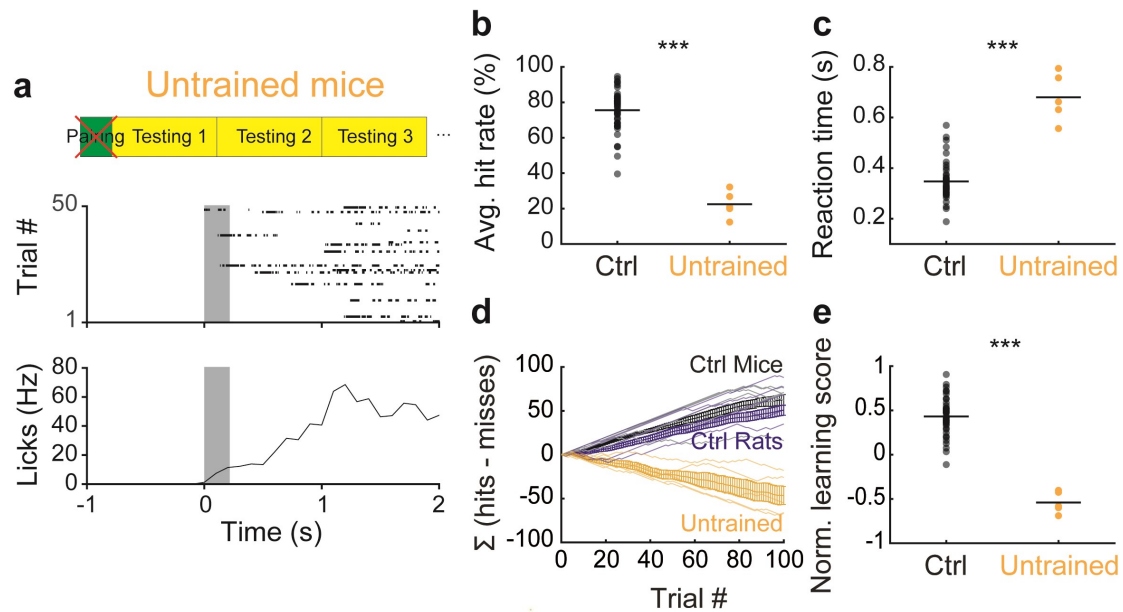 a
Untrained mice
Pairing Testing 1 Testing 2 Testing 3 ...
50
Trial #
1
80
60
40
20
0
Licks (Hz)
-1 0 1 2
Time (s)
b
***
100
80
60
40
20
0
Avg. hit rate (%)
Ctrl Untrained
c
***
0.8
0.6
0.4
0.2
Reaction time (s)
Ctrl Untrained
d
100
50
0
-50
-100
Σ (hits - misses)
Ctrl Mice
Ctrl Rats
Untrained
0 20 40 60 80 100
Trial #
e
***
1
0.5
0
-0.5
-1
Norm. learning score
Ctrl Untrained